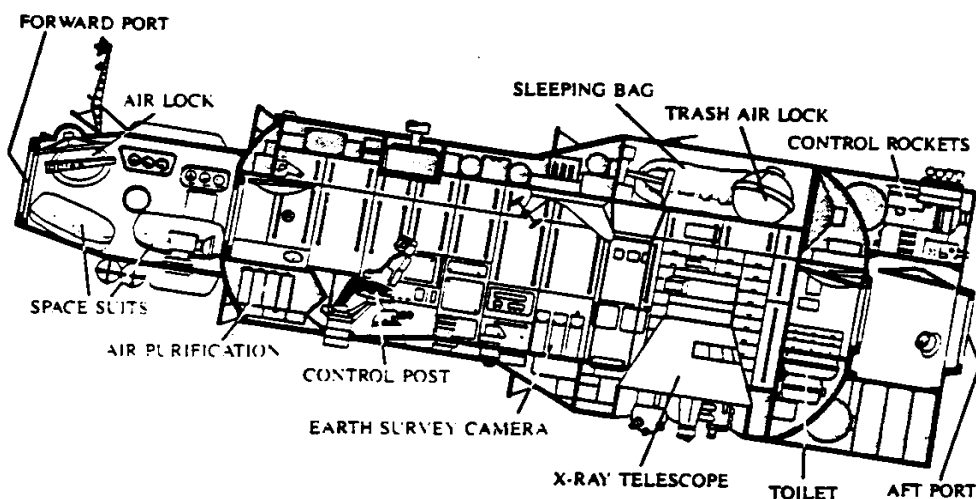 FORWARD PORT
AIR LOCK
SLEEPING BAG
TRASH AIR LOCK
CONTROL ROCKETS
SPACE SUITS
AIR PURIFICATION
CONTROL POST
EARTH SURVEY CAMERA
X-RAY TELESCOPE
TOILET
AFT PORT